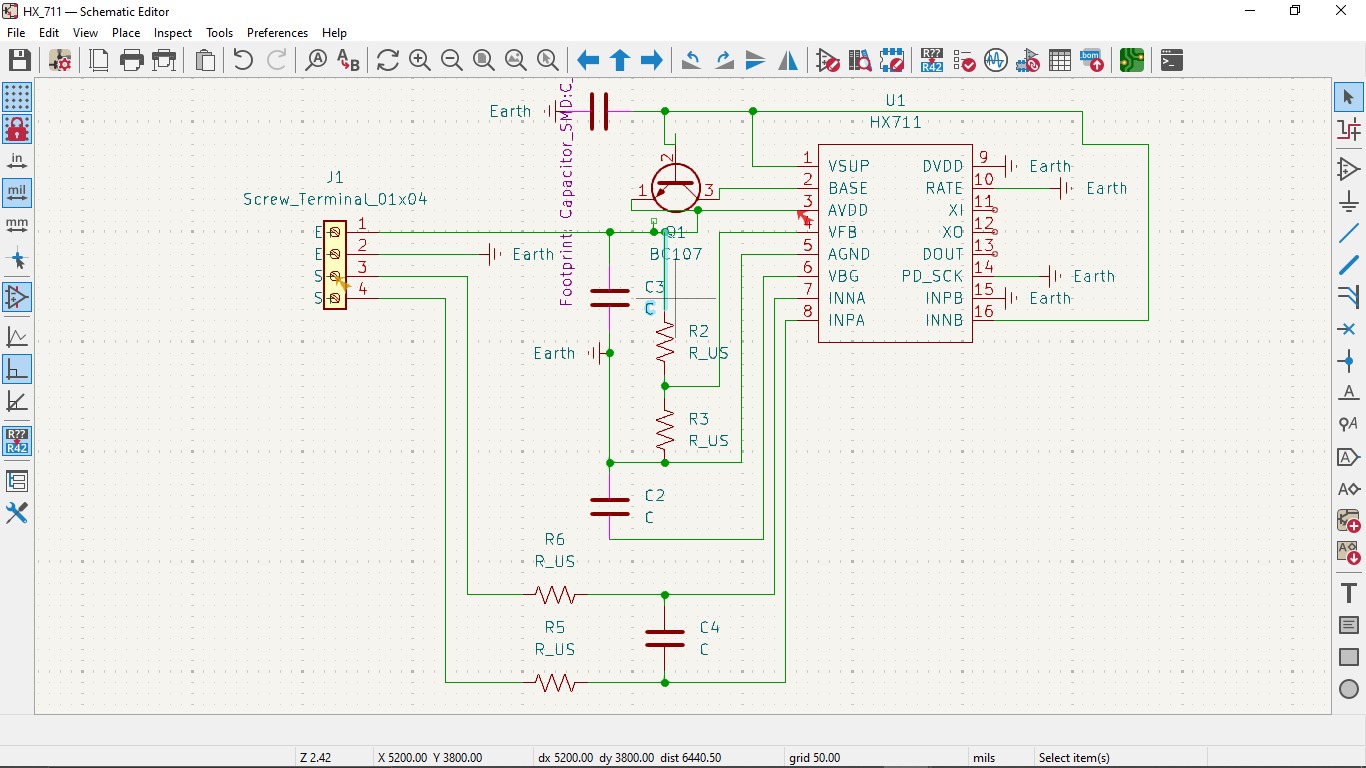 HX_711 — Schematic Editor
File Edit View Place Inspect Tools Preferences Help
R??
R42
bom
in
mil
mm
R??
R42
A
A
A
A
A
T
Earth
Footprint: Capacitor_SMD:C_
U1
HX711
1 VSUP
2 BASE
3 AVDD
4 VFB
5 AGND
6 VBG
7 INNA
8 INPA
DVDD 9 Earth
RATE 10 Earth
XI 11
XO 12
DOUT 13
PD_SCK 14 Earth
INPB 15 Earth
INNB 16
2
1 3
Q1
BC107
J1
Screw_Terminal_01x04
E 1
E 2 Earth
S 3
S 4
C3
C
R2
R_US
Earth
R3
R_US
C2
C
R6
R_US
R5
R_US
C4
C
Z 2.42 X 5200.00 Y 3800.00 dx 5200.00 dy 3800.00 dist 6440.50 grid 50.00 mils Select item(s)